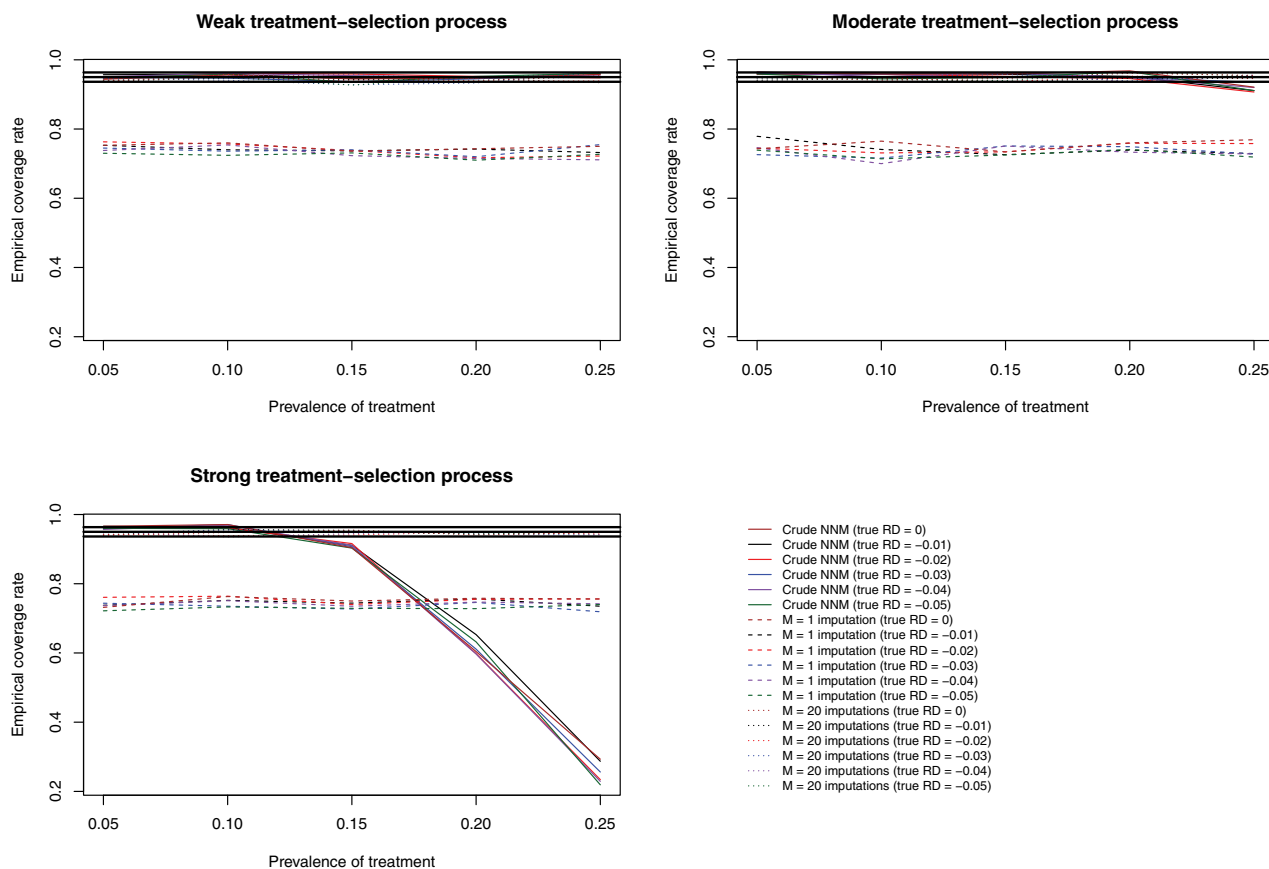 Weak treatment−selection process
Empirical coverage rate
1.0
0.8
0.6
0.4
0.2
0.05
0.10
0.15
0.20
0.25
Prevalence of treatment
Moderate treatment−selection process
Empirical coverage rate
1.0
0.8
0.6
0.4
0.2
0.05
0.10
0.15
0.20
0.25
Prevalence of treatment
Strong treatment−selection process
Empirical coverage rate
1.0
0.8
0.6
0.4
0.2
0.05
0.10
0.15
0.20
0.25
Prevalence of treatment
Crude NNM (true RD = 0)
Crude NNM (true RD = −0.01)
Crude NNM (true RD = −0.02)
Crude NNM (true RD = −0.03)
Crude NNM (true RD = −0.04)
Crude NNM (true RD = −0.05)
M = 1 imputation (true RD = 0)
M = 1 imputation (true RD = −0.01)
M = 1 imputation (true RD = −0.02)
M = 1 imputation (true RD = −0.03)
M = 1 imputation (true RD = −0.04)
M = 1 imputation (true RD = −0.05)
M = 20 imputations (true RD = 0)
M = 20 imputations (true RD = −0.01)
M = 20 imputations (true RD = −0.02)
M = 20 imputations (true RD = −0.03)
M = 20 imputations (true RD = −0.04)
M = 20 imputations (true RD = −0.05)